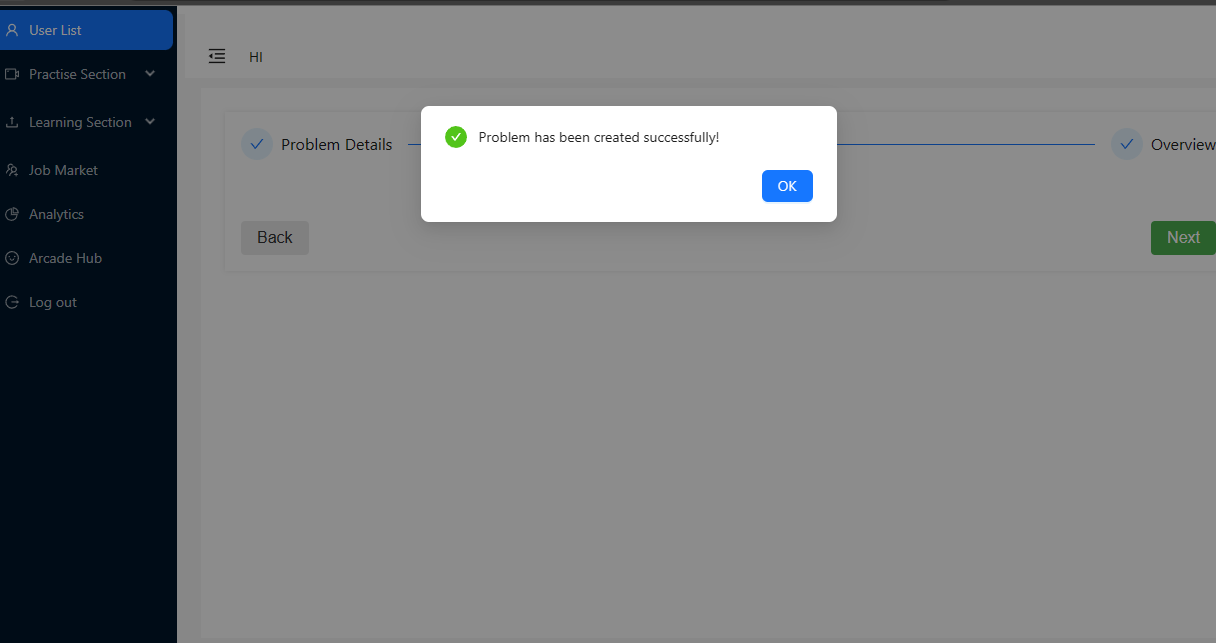 User List
HI
Practise Section
Problem has been created successfully!
Problem Details
Overview
Learning Section
Job Market
OK
Analytics
Back
Next
Arcade Hub
Log out